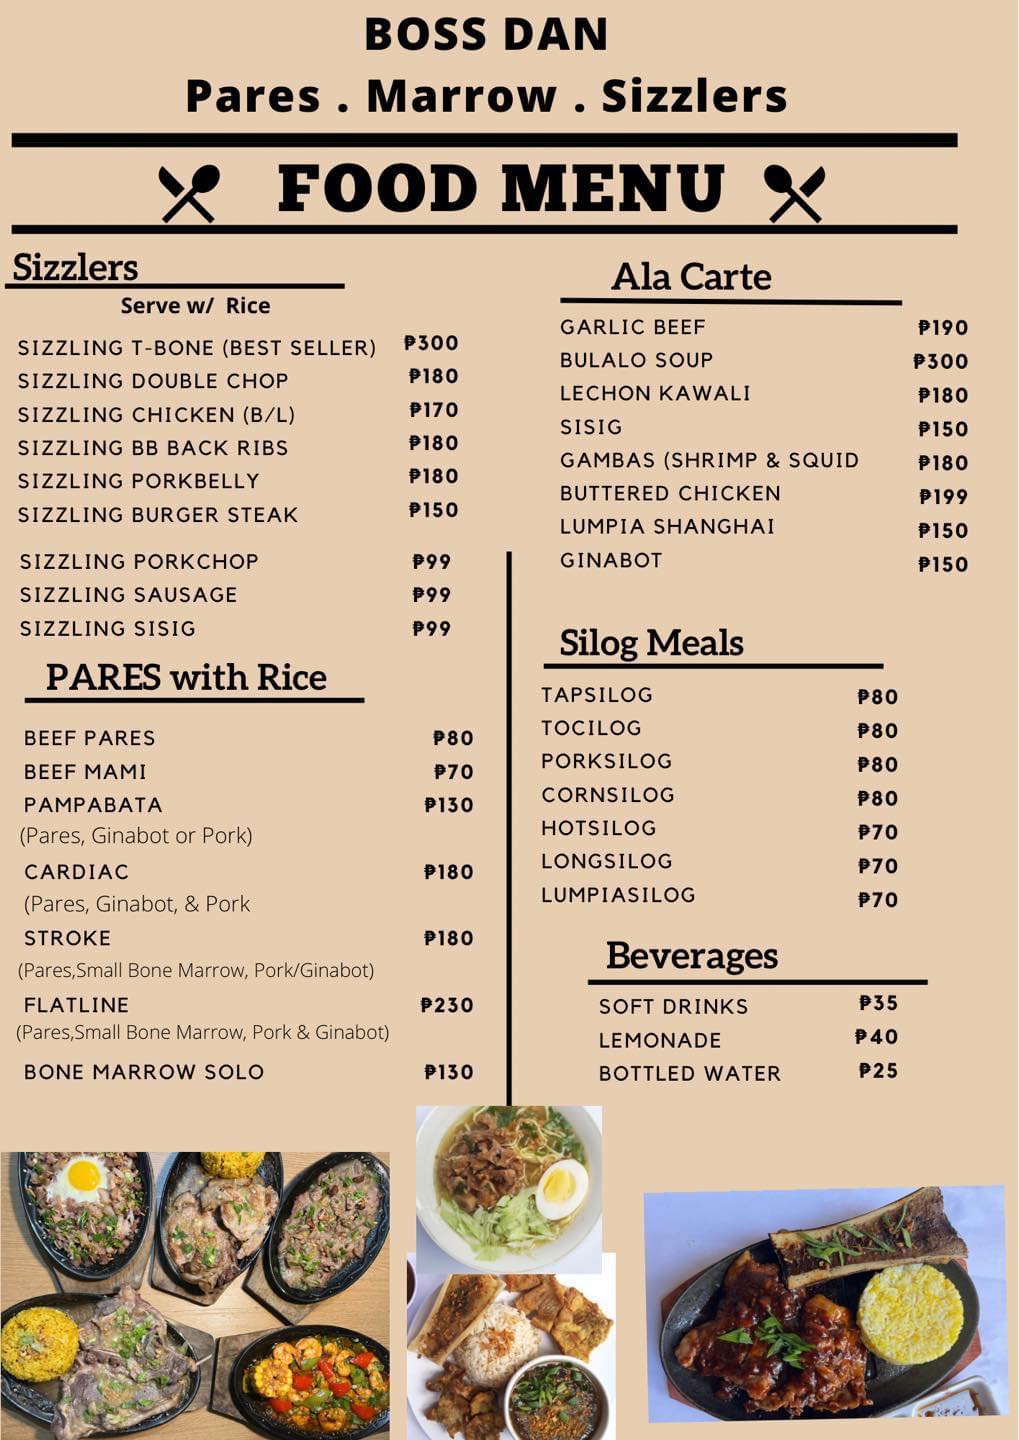 BOSS DAN
Pares . Marrow . Sizzlers
FOOD MENU
Sizzlers
Serve w/ Rice
SIZZLING T-BONE (BEST SELLER) ₱300
SIZZLING DOUBLE CHOP ₱180
SIZZLING CHICKEN (B/L) ₱170
SIZZLING BB BACK RIBS ₱180
SIZZLING PORKBELLY ₱180
SIZZLING BURGER STEAK ₱150
SIZZLING PORKCHOP ₱99
SIZZLING SAUSAGE ₱99
SIZZLING SISIG ₱99
PARES with Rice
BEEF PARES ₱80
BEEF MAMI ₱70
PAMPABATA ₱130
(Pares, Ginabot or Pork)
CARDIAC ₱180
(Pares, Ginabot, & Pork
STROKE ₱180
(Pares,Small Bone Marrow, Pork/Ginabot)
FLATLINE ₱230
(Pares,Small Bone Marrow, Pork & Ginabot)
BONE MARROW SOLO ₱130
Ala Carte
GARLIC BEEF ₱190
BULALO SOUP ₱300
LECHON KAWALI ₱180
SISIG ₱150
GAMBAS (SHRIMP & SQUID ₱180
BUTTERED CHICKEN ₱199
LUMPIA SHANGHAI ₱150
GINABOT ₱150
Silog Meals
TAPSILOG ₱80
TOCILOG ₱80
PORKSILOG ₱80
CORNSILOG ₱80
HOTSILOG ₱70
LONGSILOG ₱70
LUMPIASILOG ₱70
Beverages
SOFT DRINKS ₱35
LEMONADE ₱40
BOTTLED WATER ₱25